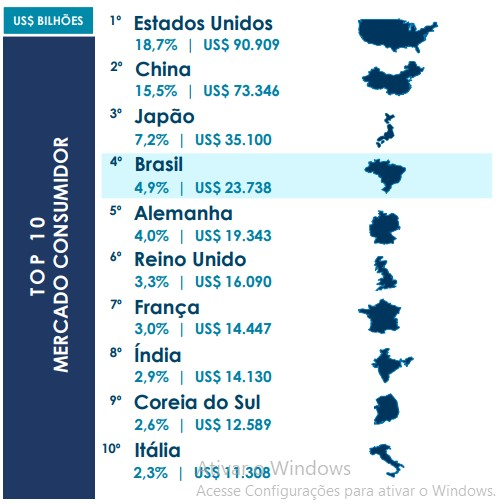 US$ BILHÕES
TOP 10
MERCADO CONSUMIDOR
1º Estados Unidos
18,7% | US$ 90.909
2º China
15,5% | US$ 73.346
3º Japão
7,2% | US$ 35.100
4º Brasil
4,9% | US$ 23.738
5º Alemanha
4,0% | US$ 19.343
6º Reino Unido
3,3% | US$ 16.090
7º França
3,0% | US$ 14.447
8º Índia
2,9% | US$ 14.130
9º Coreia do Sul
2,6% | US$ 12.589
10º Itália
2,3% | US$ 11.308
Ativar o Windows
Acesse Configurações para ativar o Windows.